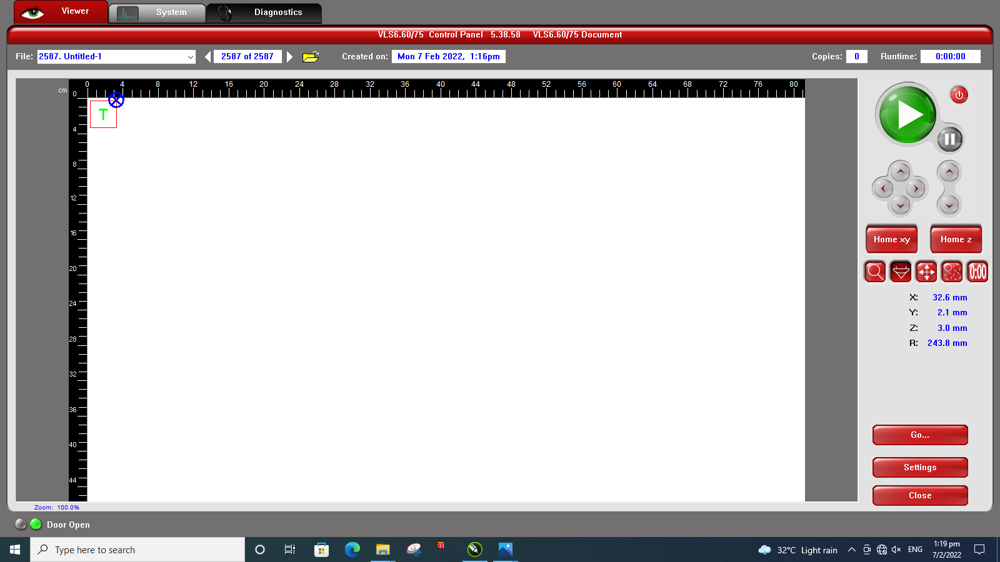 Viewer System Diagnostics
VLS6.60/75 Control Panel 5.38.58 VLS6.60/75 Document
File: 2587. Untitled-1 2587 of 2587 Created on: Mon 7 Feb 2022, 1:16pm Copies: 0 Runtime: 0:00:00
0 4 8 12 16 20 24 28 32 36 40 44 48 52 56 60 64 68 72 76 80
cm
0
T
4
8
12
16
20
24
28
32
36
40
44
Home xy Home z
0:00
X: 32.6 mm
Y: 2.1 mm
Z: 3.0 mm
R: 243.8 mm
Go...
Settings
Close
Zoom: 100.0%
Door Open
Type here to search
32°C Light rain
ENG
1:19 pm
7/2/2022